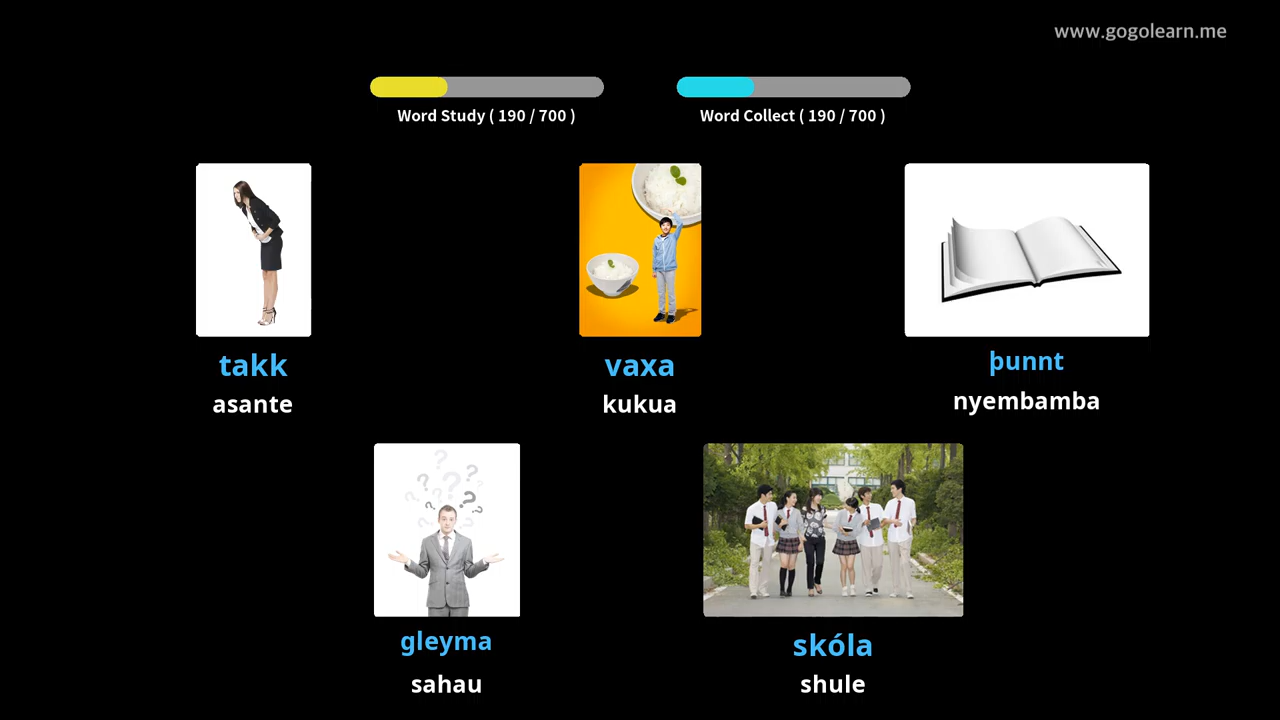 www.gogolearn.me
Word Study ( 190 / 700 )
Word Collect ( 190 / 700 )
takk
asante
vaxa
kukua
þunnt
nyembamba
gleyma
sahau
skóla
shule